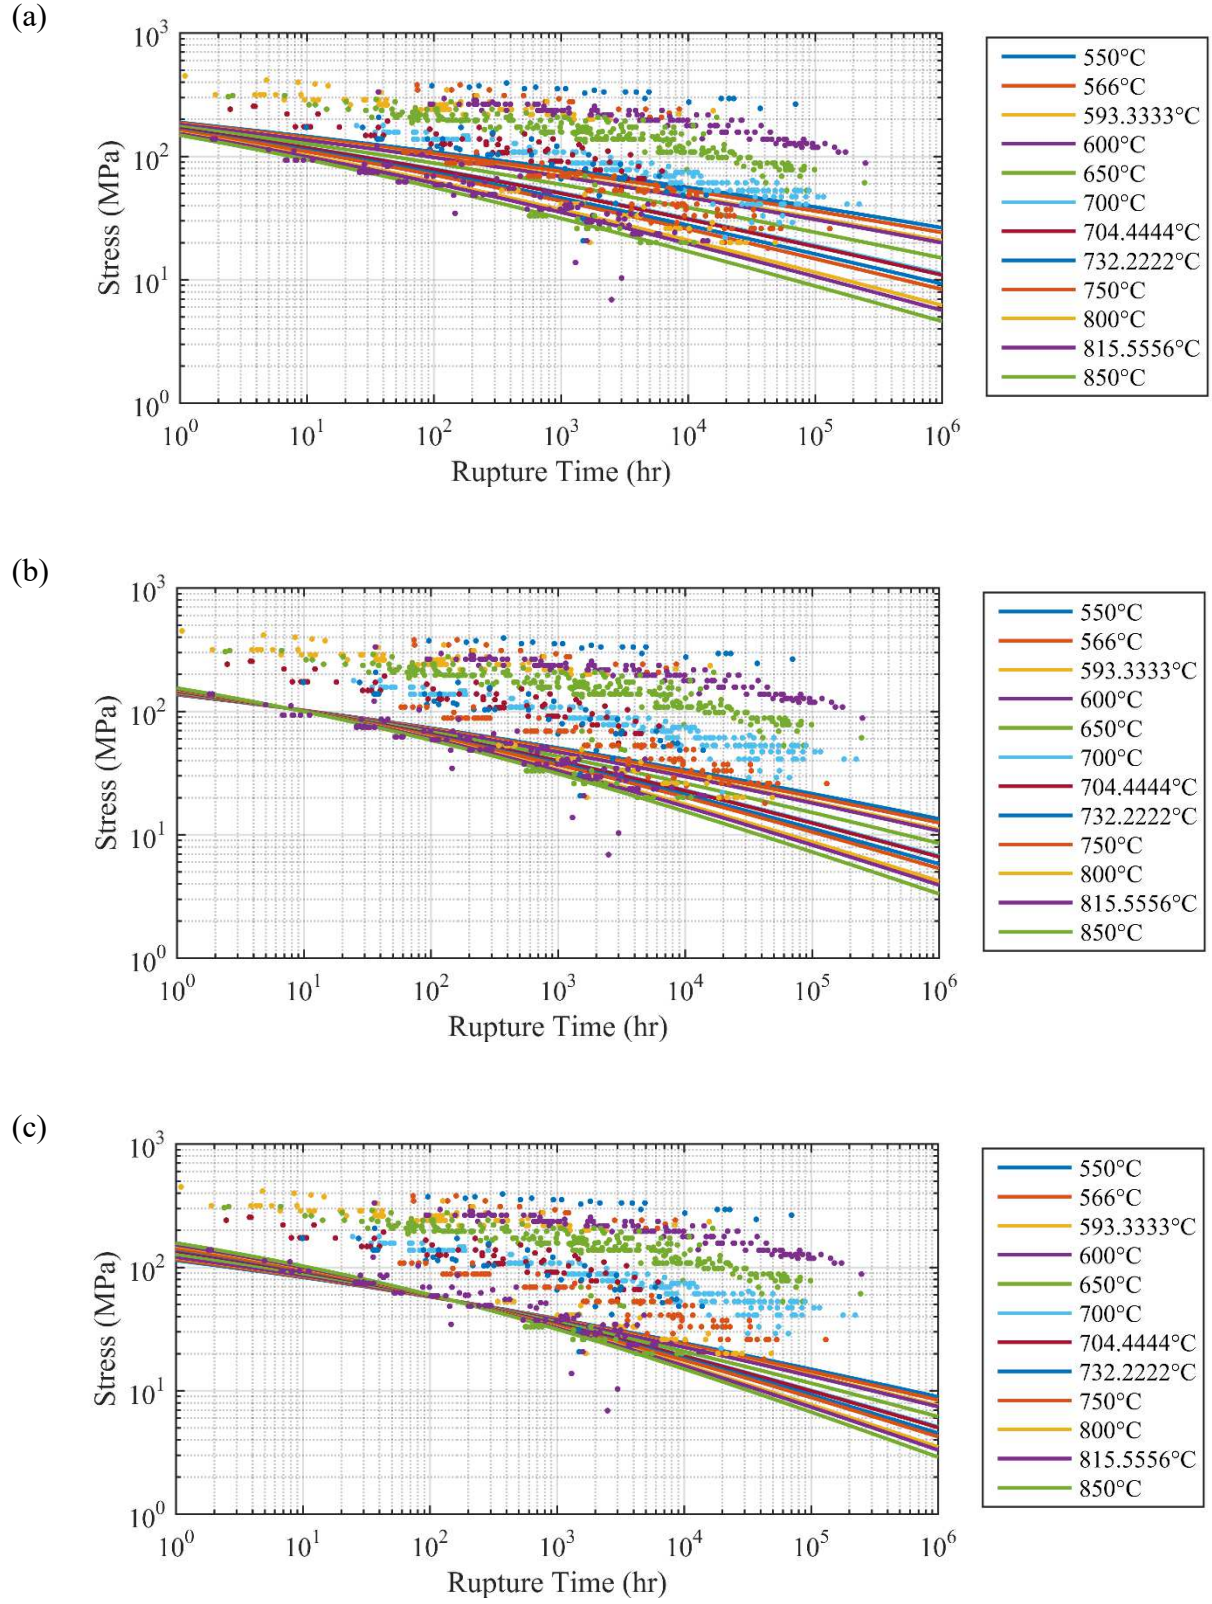 (a)
10³
10²
10¹
10⁰
Stress (MPa)
10⁰ 10¹ 10² 10³ 10⁴ 10⁵ 10⁶
Rupture Time (hr)
550°C
566°C
593.3333°C
600°C
650°C
700°C
704.4444°C
732.2222°C
750°C
800°C
815.5556°C
850°C
(b)
10³
10²
10¹
10⁰
Stress (MPa)
10⁰ 10¹ 10² 10³ 10⁴ 10⁵ 10⁶
Rupture Time (hr)
550°C
566°C
593.3333°C
600°C
650°C
700°C
704.4444°C
732.2222°C
750°C
800°C
815.5556°C
850°C
(c)
10³
10²
10¹
10⁰
Stress (MPa)
10⁰ 10¹ 10² 10³ 10⁴ 10⁵ 10⁶
Rupture Time (hr)
550°C
566°C
593.3333°C
600°C
650°C
700°C
704.4444°C
732.2222°C
750°C
800°C
815.5556°C
850°C